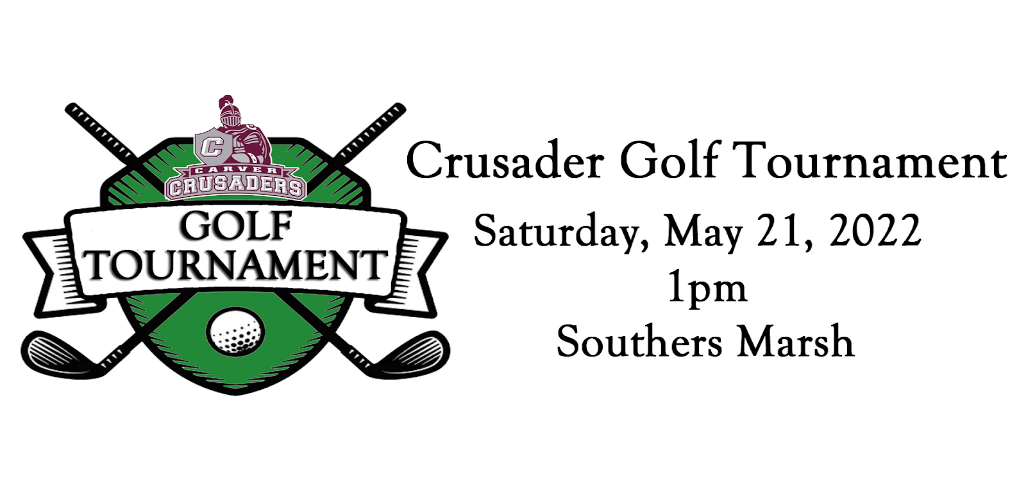 C
CARVER
CRUSADERS
GOLF
TOURNAMENT
Crusader Golf Tournament
Saturday, May 21, 2022
1pm
Southers Marsh